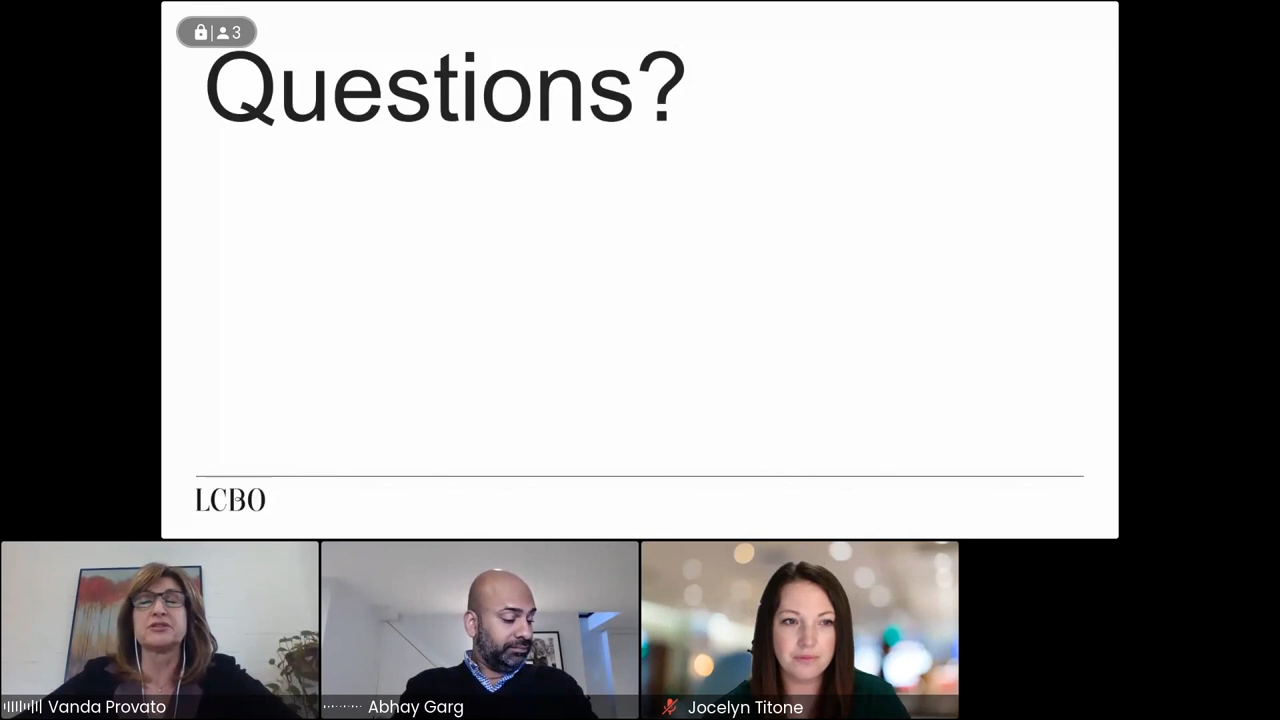 3
Questions?
LCBO
Vanda Provato
Abhay Garg
Jocelyn Titone